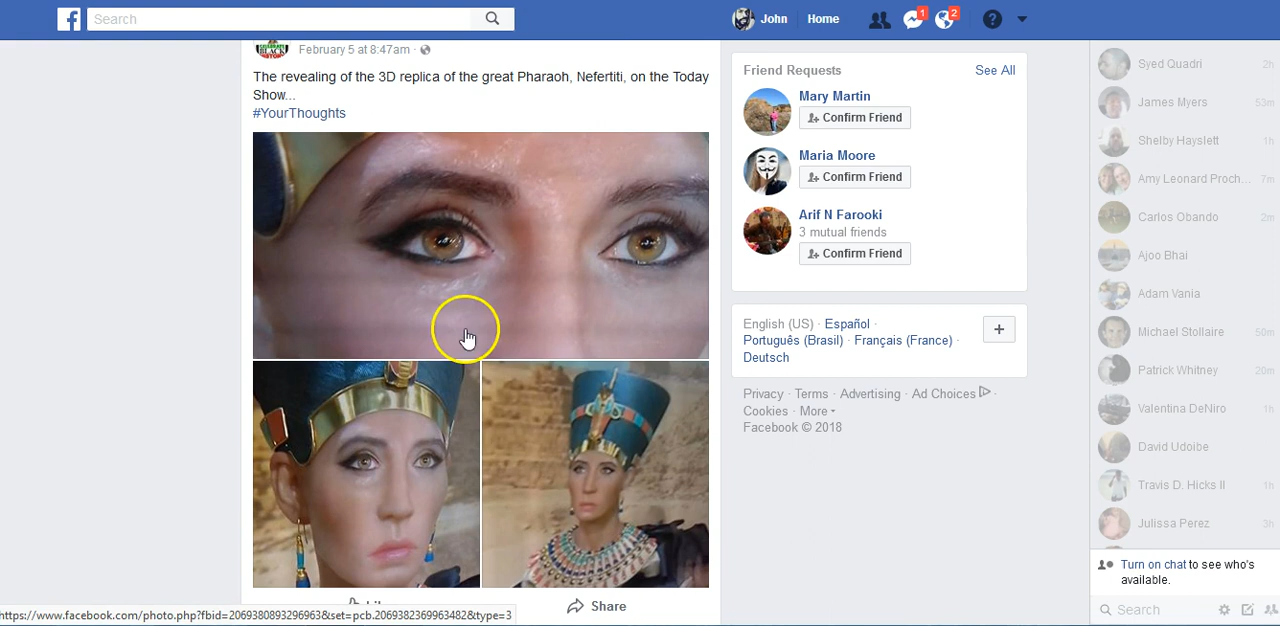 Search
John
Home
1
2
CELEBRATE
BLACK
February 5 at 8:47am ·
The revealing of the 3D replica of the great Pharaoh, Nefertiti, on the Today
Show...
#YourThoughts
Share
https://www.facebook.com/photo.php?fbid=2069380893296963&set=pcb.2069382369963482&type=3
Friend Requests
See All
Mary Martin
Confirm Friend
Maria Moore
Confirm Friend
Arif N Farooki
3 mutual friends
Confirm Friend
English (US) · Español ·
Português (Brasil) · Français (France) ·
Deutsch
Privacy · Terms · Advertising · Ad Choices ·
Cookies · More
Facebook © 2018
Syed Quadri 2h
James Myers 53m
Shelby Hayslett 1h
Amy Leonard Proch... 7m
Carlos Obando 2m
Ajoo Bhai
Adam Vania
Michael Stollaire 50m
Patrick Whitney 20m
Valentina DeNiro 1h
David Udoibe
Travis D. Hicks II 1h
Julissa Perez 3h
Turn on chat to see who's
available.
Search